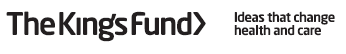 The King's Fund>
Ideas that change
health and care